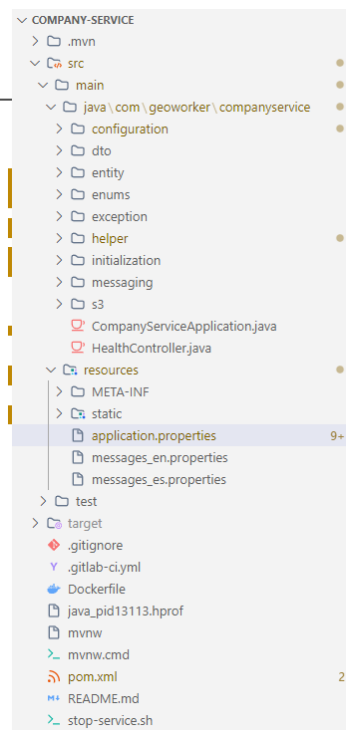 COMPANY-SERVICE
.mvn
src
main
java\com\geoworker\companyservice
configuration
dto
entity
enums
exception
helper
initialization
messaging
s3
CompanyServiceApplication.java
HealthController.java
resources
META-INF
static
application.properties 9+
messages_en.properties
messages_es.properties
test
target
.gitignore
.gitlab-ci.yml
Dockerfile
java_pid13113.hprof
mvnw
mvnw.cmd
pom.xml 2
README.md
stop-service.sh